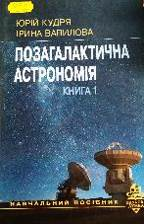 ЮРІЙ КУДРЯ
ІРИНА ВАВИЛОВА
ПОЗАГАЛАКТИЧНА
АСТРОНОМІЯ
КНИГА 1
НАВЧАЛЬНИЙ ПОСІБНИК